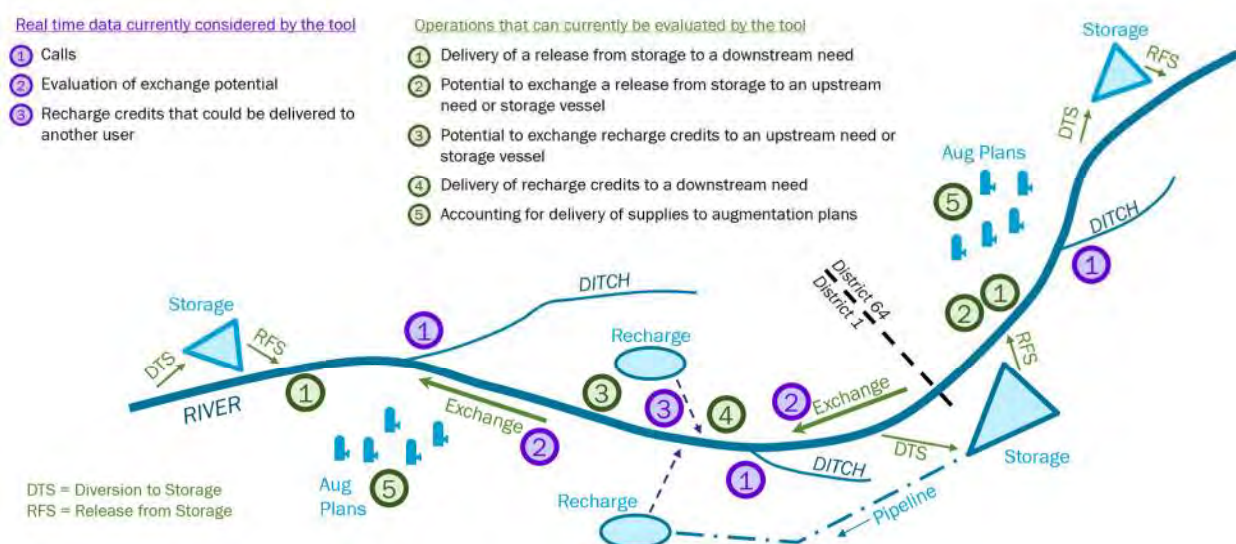 Real time data currently considered by the tool
1 Calls
2 Evaluation of exchange potential
3 Recharge credits that could be delivered to
another user
Operations that can currently be evaluated by the tool
1 Delivery of a release from storage to a downstream need
2 Potential to exchange a release from storage to an upstream
need or storage vessel
3 Potential to exchange recharge credits to an upstream need or
storage vessel
4 Delivery of recharge credits to a downstream need
5 Accounting for delivery of supplies to augmentation plans
Storage
RFS
DTS
Aug Plans
5
DITCH
1
District 64
District 1
2
1
RFS
Storage
DTS
RFS
1
RIVER
1
DITCH
Exchange
2
Aug
Plans
5
Recharge
3
3
4
2
Exchange
1
DITCH
DTS
Storage
Pipeline
Recharge
DTS = Diversion to Storage
RFS = Release from Storage